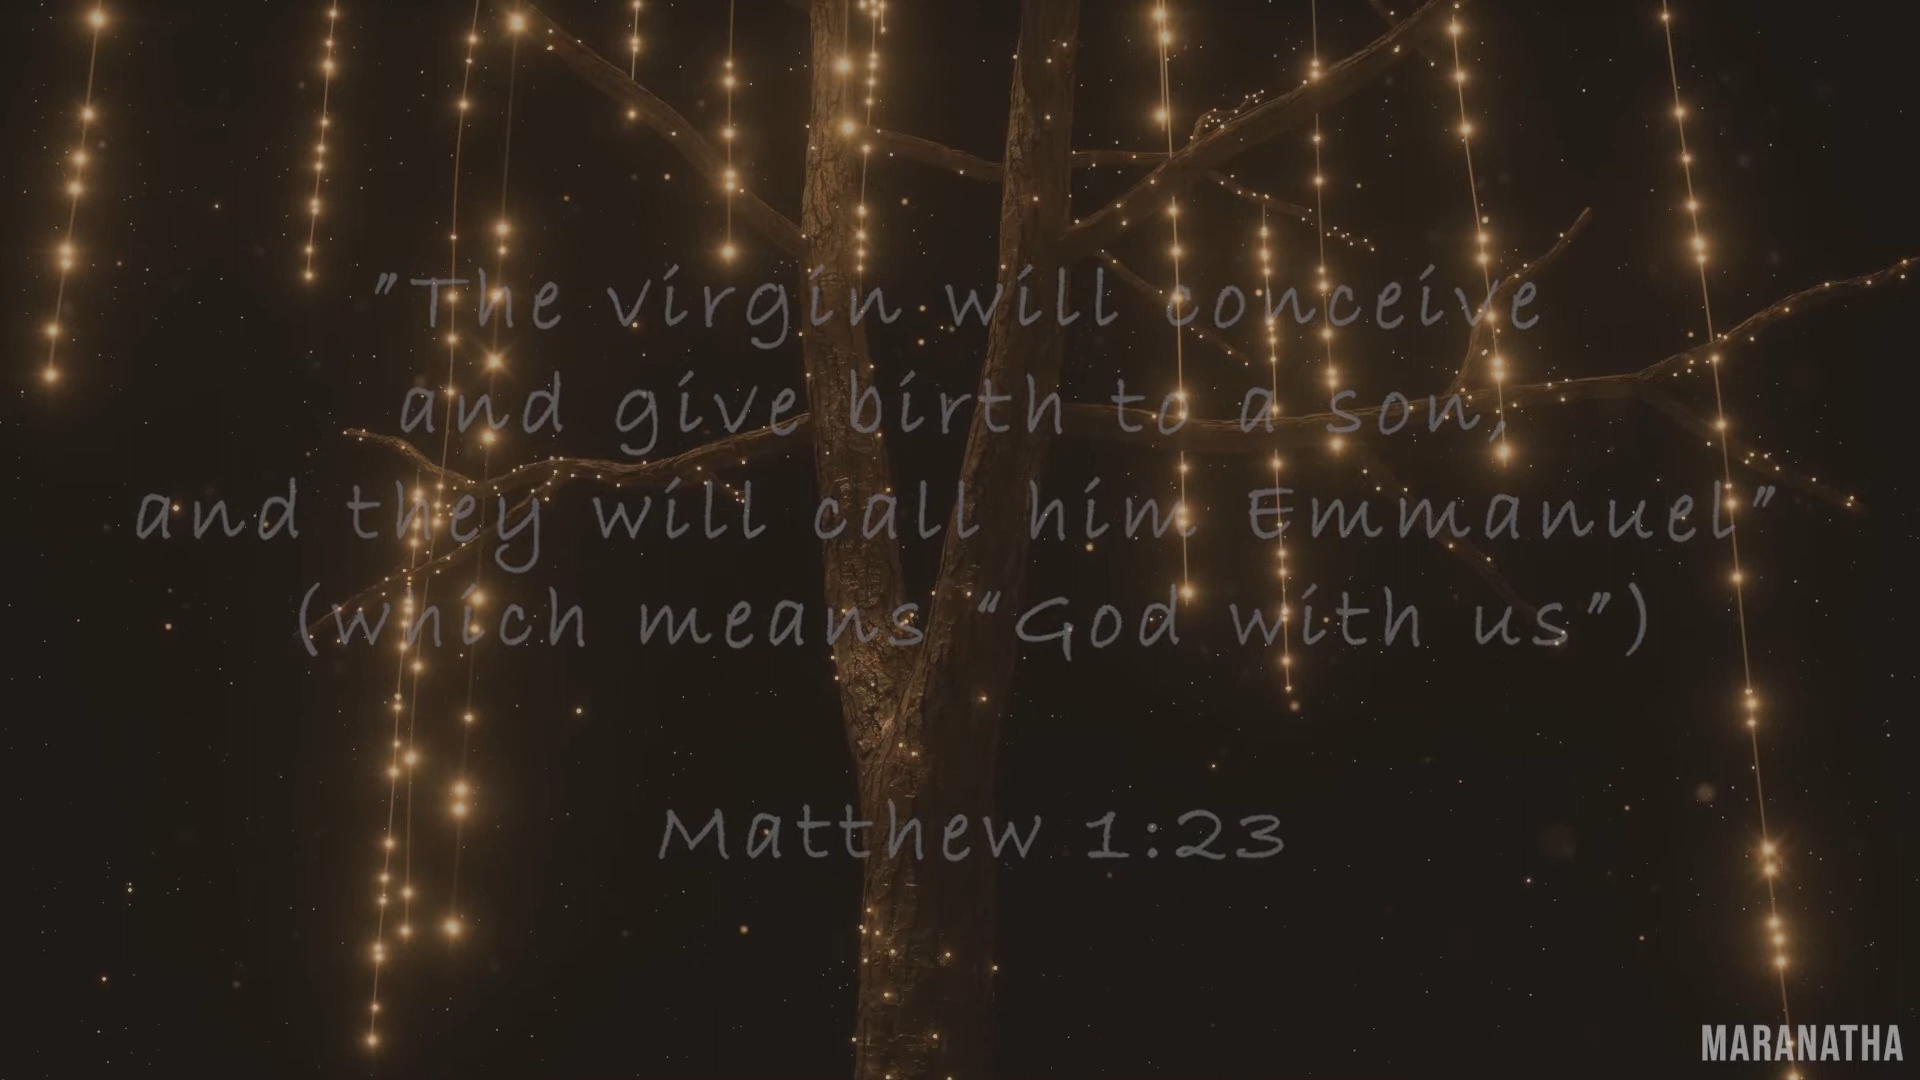 "The virgin will conceive
and give birth to a son,
and they will call him Emmanuel"
(which means "God with us")
Matthew 1:23
MARANATHA